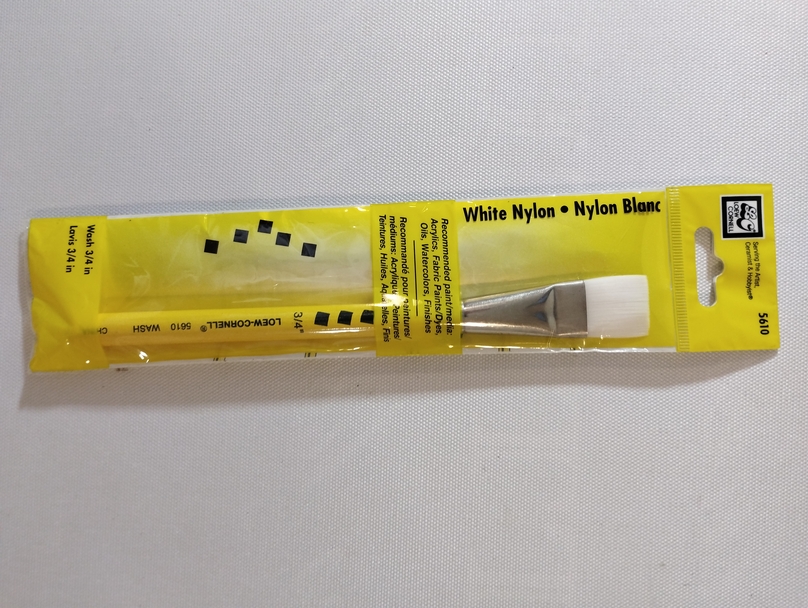 White Nylon • Nylon Blanc
Wash 3/4 in
Lavis 3/4 in
Recommended paint/media:
Acrylics, Fabric Paints/Dyes,
Oils, Watercolors, Finishes
Recommandé pour Peintures/
médiums: Acrylique, Peintures
Teintures, Huiles, Finis
3/4"
LOEW-CORNELL® 5610 WASH
LOEW
CORNELL
Serving the Artist,
Ceramist & Hobbyist®
5610